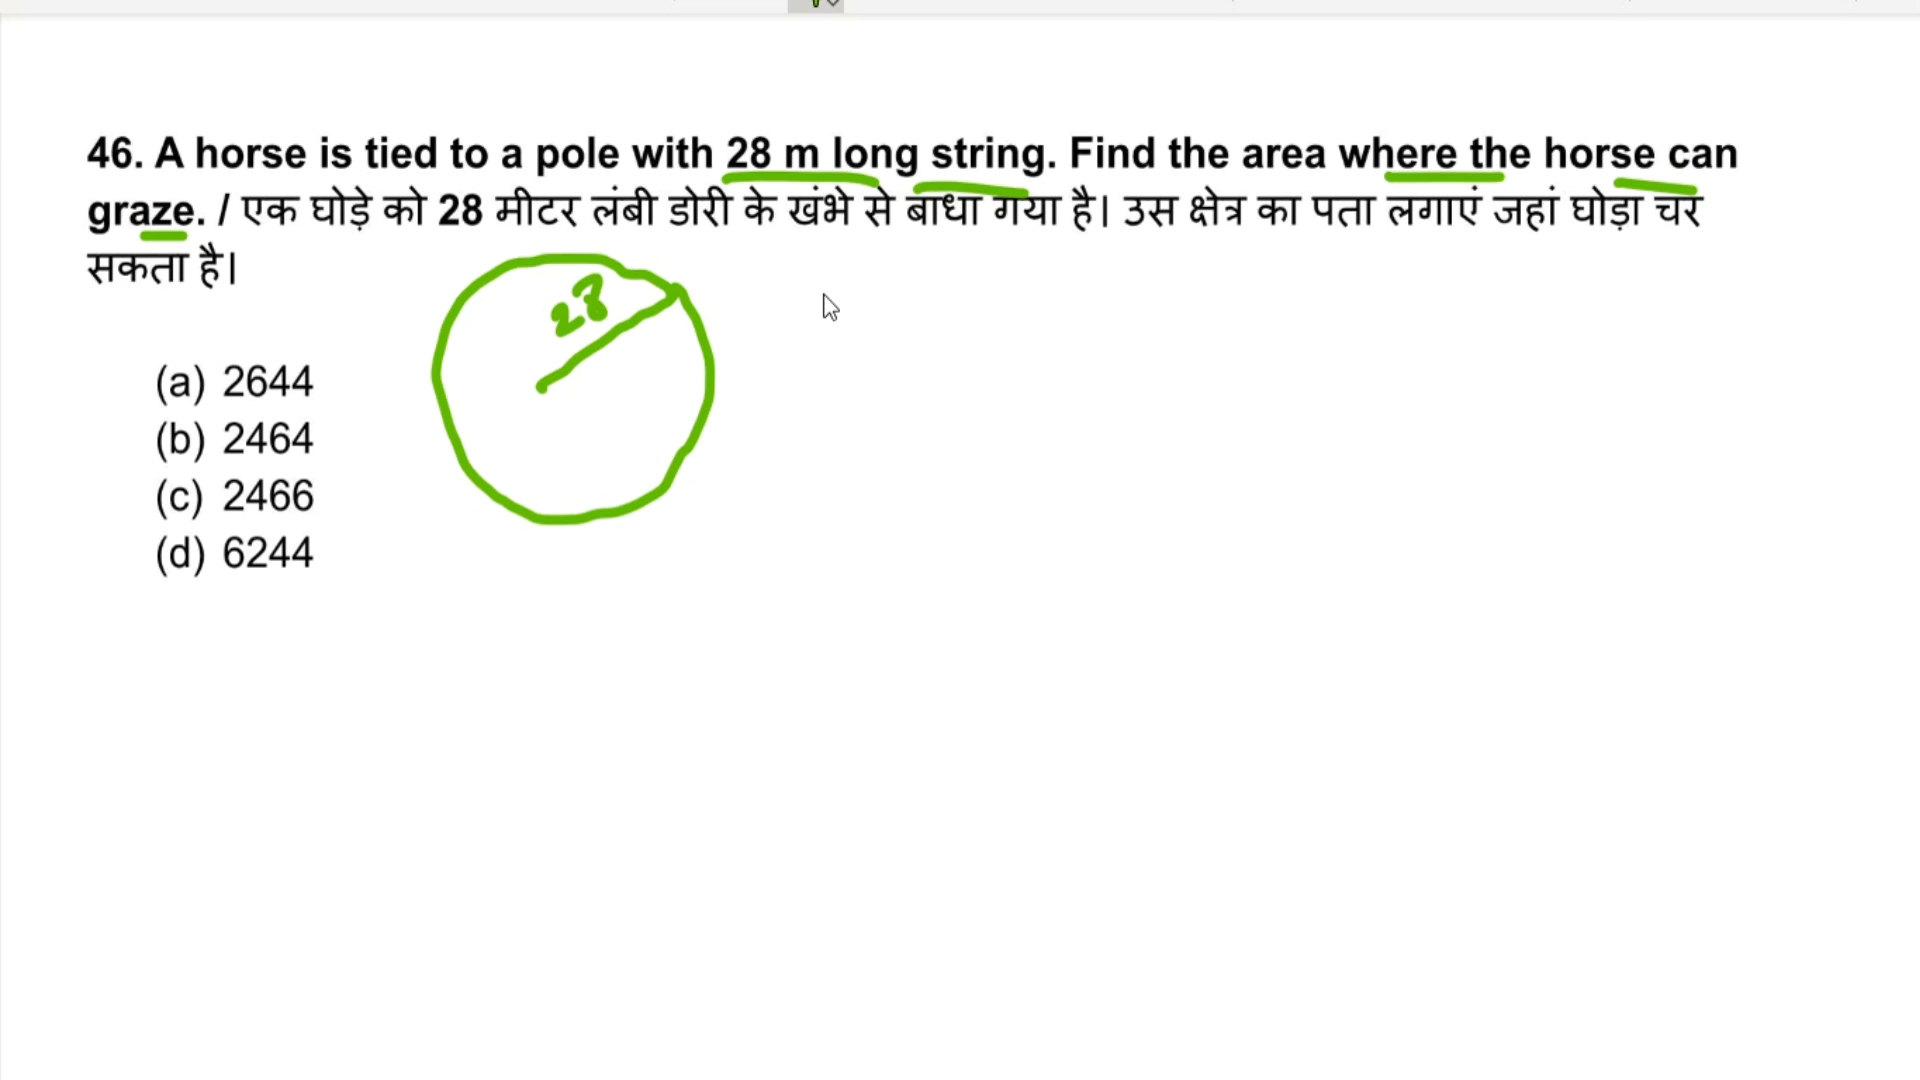 46. A horse is tied to a pole with 28 m long string. Find the area where the horse can
graze. / एक घोड़े को 28 मीटर लंबी डोरी के खंभे से बांधा गया है। उस क्षेत्र का पता लगाएं जहां घोड़ा चर
सकता है।
28
(a) 2644
(b) 2464
(c) 2466
(d) 6244